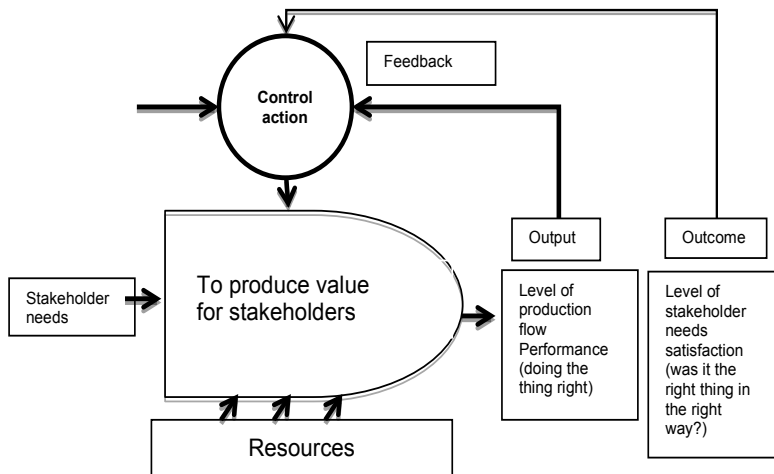 Feedback
Control
action
Output
Outcome
To produce value
for stakeholders
Stakeholder
needs
Level of
production
flow
Performance
(doing the
thing right)
Level of
stakeholder
needs
satisfaction
(was it the
right thing in
the right
way?)
Resources